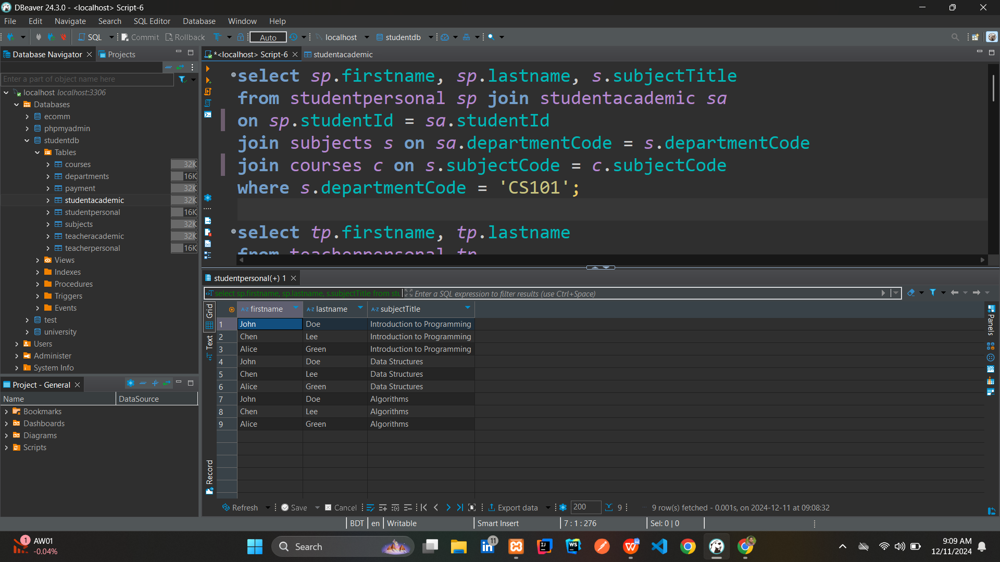 DBeaver 24.3.0 - <localhost> Script-6
File Edit Navigate Search SQL Editor Database Window Help
SQL Commit Rollback Auto localhost studentdb
Database Navigator Projects
Enter a part of object name here
localhost localhost:3306
Databases
ecomm
phpmyadmin
studentdb
Tables
courses 32K
departments 16K
payment 32K
studentacademic 32K
studentpersonal 16K
subjects 32K
teacheracademic 32K
teacherpersonal 16K
Views
Indexes
Procedures
Triggers
Events
test
university
Users
Administer
System Info
Project - General
Name DataSource
Bookmarks
Dashboards
Diagrams
Scripts
*<localhost> Script-6 studentacademic
select sp.firstname, sp.lastname, s.subjectTitle
from studentpersonal sp join studentacademic sa
on sp.studentId = sa.studentId
join subjects s on sa.departmentCode = s.departmentCode
join courses c on s.subjectCode = c.subjectCode
where s.departmentCode = 'CS101';
select tp.firstname, tp.lastname
from teacherpersonal tp
studentpersonal(+) 1
select sp.firstname, sp.lastname, s.subjectTitle from stu Enter a SQL expression to filter results (use Ctrl+Space)
Grid
Text
Record
Panels
firstname lastname subjectTitle
1 John Doe Introduction to Programming
2 Chen Lee Introduction to Programming
3 Alice Green Introduction to Programming
4 John Doe Data Structures
5 Chen Lee Data Structures
6 Alice Green Data Structures
7 John Doe Algorithms
8 Chen Lee Algorithms
9 Alice Green Algorithms
Refresh Save Cancel Export data 200 9 9 row(s) fetched - 0.001s, on 2024-12-11 at 09:08:32
BDT en Writable Smart Insert 7 : 1 : 276 Sel: 0 | 0
1 AW01
-0.04%
Search
11
9:09 AM
12/11/2024